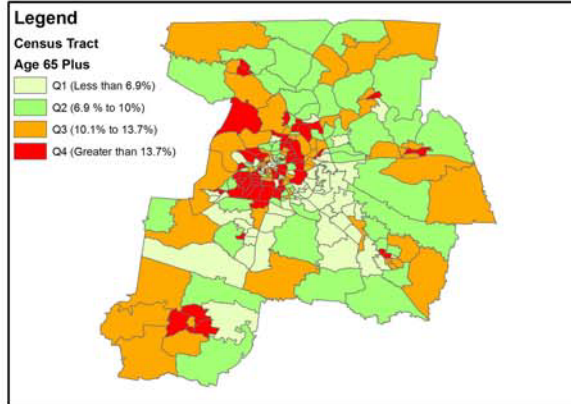 Legend
Census Tract
Age 65 Plus
Q1 (Less than 6.9%)
Q2 (6.9 % to 10%)
Q3 (10.1% to 13.7%)
Q4 (Greater than 13.7%)